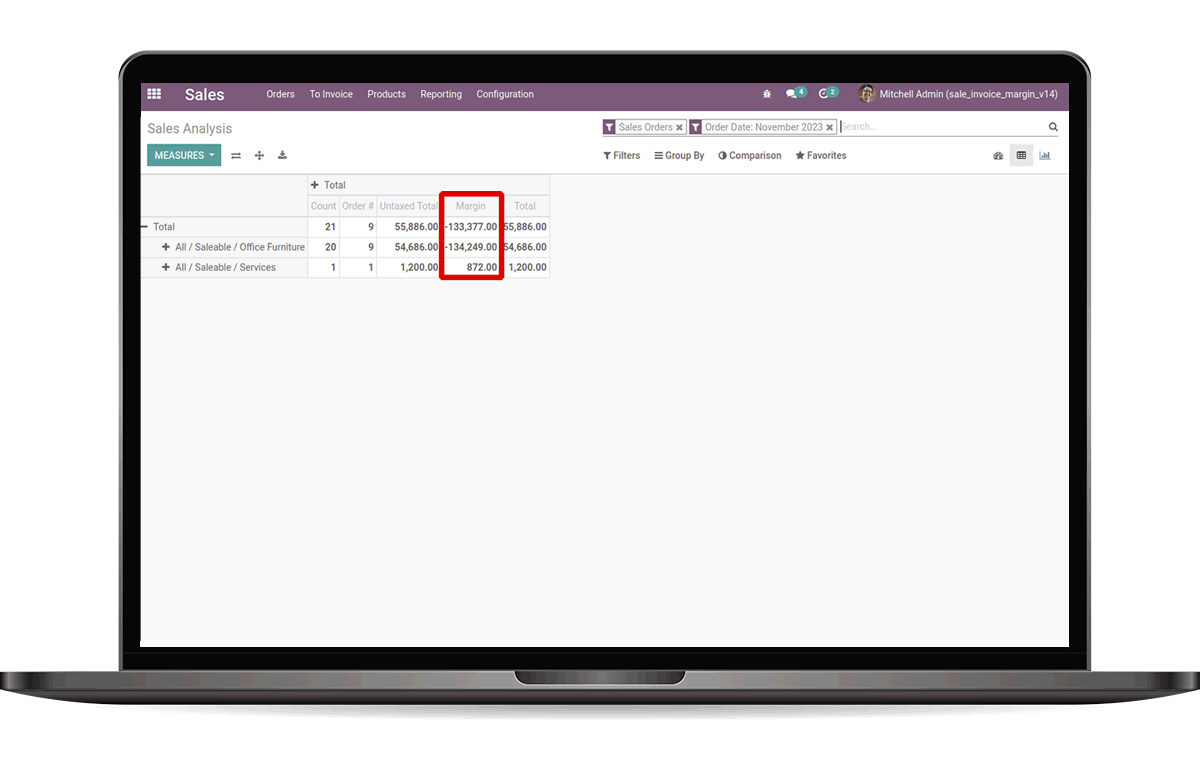 Sales Orders To Invoice Products Reporting Configuration 4 2 Mitchell Admin (sale_invoice_margin_v14)
Sales Analysis Sales Orders Order Date: November 2023 Search...
MEASURES Filters Group By Comparison Favorites
Total
Count Order # Untaxed Total Margin Total
Total 21 9 55,886.00 -133,377.00 55,886.00
All / Saleable / Office Furniture 20 9 54,686.00 -134,249.00 54,686.00
All / Saleable / Services 1 1 1,200.00 872.00 1,200.00